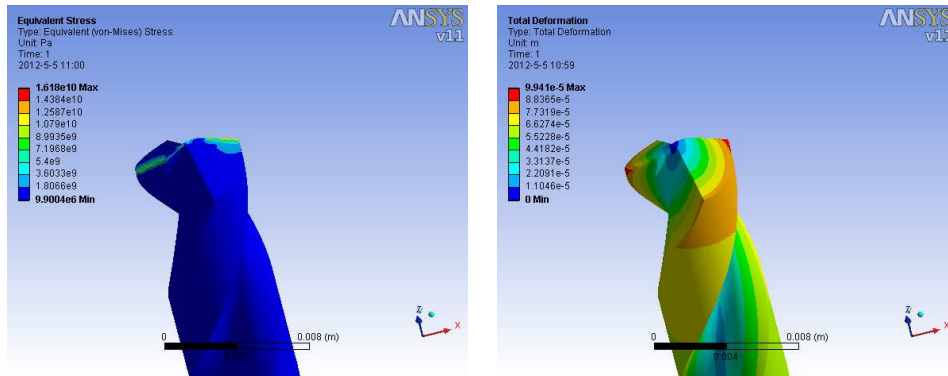 Equivalent Stress
Type: Equivalent (von-Mises) Stress
Unit: Pa
Time: 1
2012-5-5 11:00
ANSYS
v11
1.618e10 Max
1.4384e10
1.2587e10
1.079e10
8.9935e9
7.1968e9
5.4e9
3.6033e9
1.8066e9
9.9004e6 Min
Z
X
0
0.008 (m)
0.004
Total Deformation
Type: Total Deformation
Unit: m
Time: 1
2012-5-5 10:59
ANSYS
v11
9.941e-5 Max
8.8365e-5
7.7319e-5
6.6274e-5
5.5228e-5
4.4182e-5
3.3137e-5
2.2091e-5
1.1046e-5
0 Min
Z
X
0
0.008 (m)
0.004